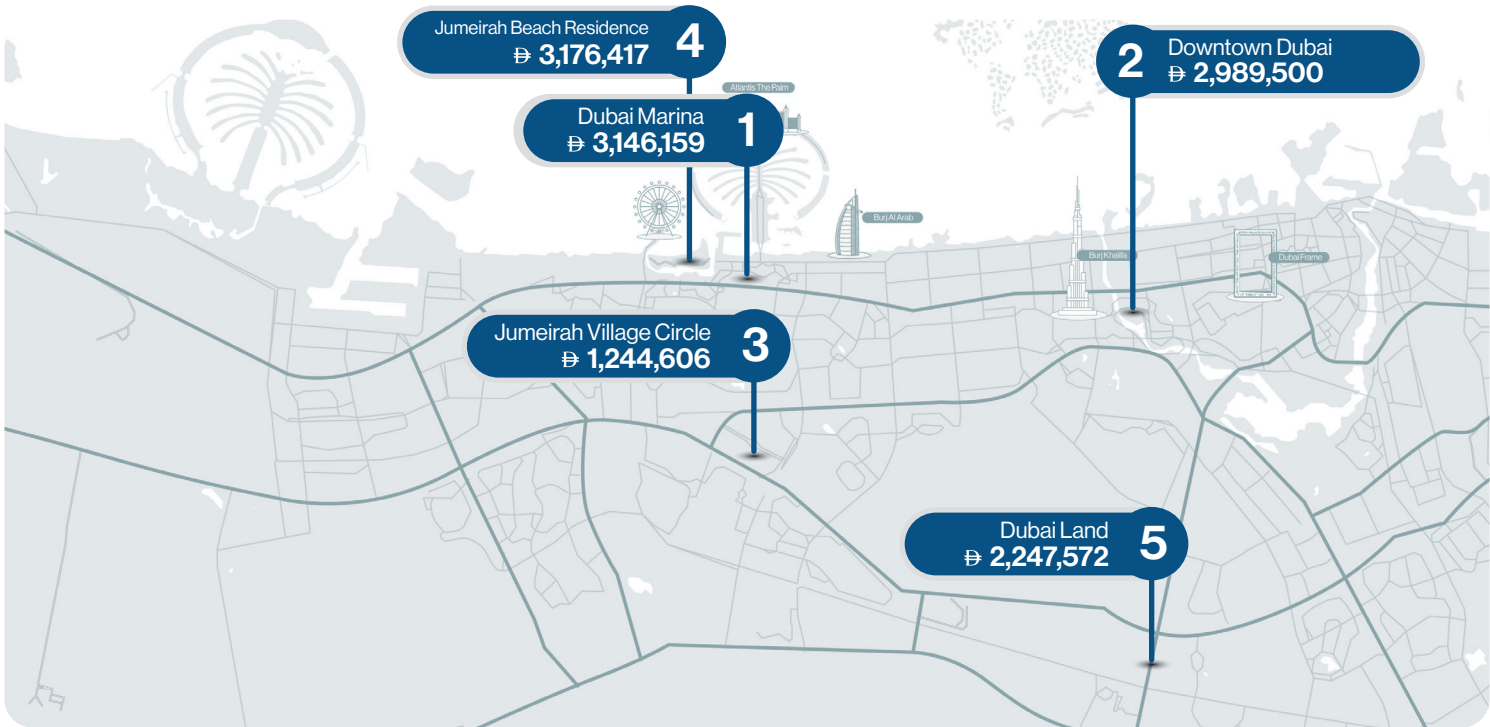 Jumeirah Beach Residence
 3,176,417
4
Atlantis The Palm
Dubai Marina
 3,146,159
1
2
Downtown Dubai
 2,989,500
Burj Al Arab
Burj Khalifa
Dubai Frame
Jumeirah Village Circle
 1,244,606
3
Dubai Land
 2,247,572
5